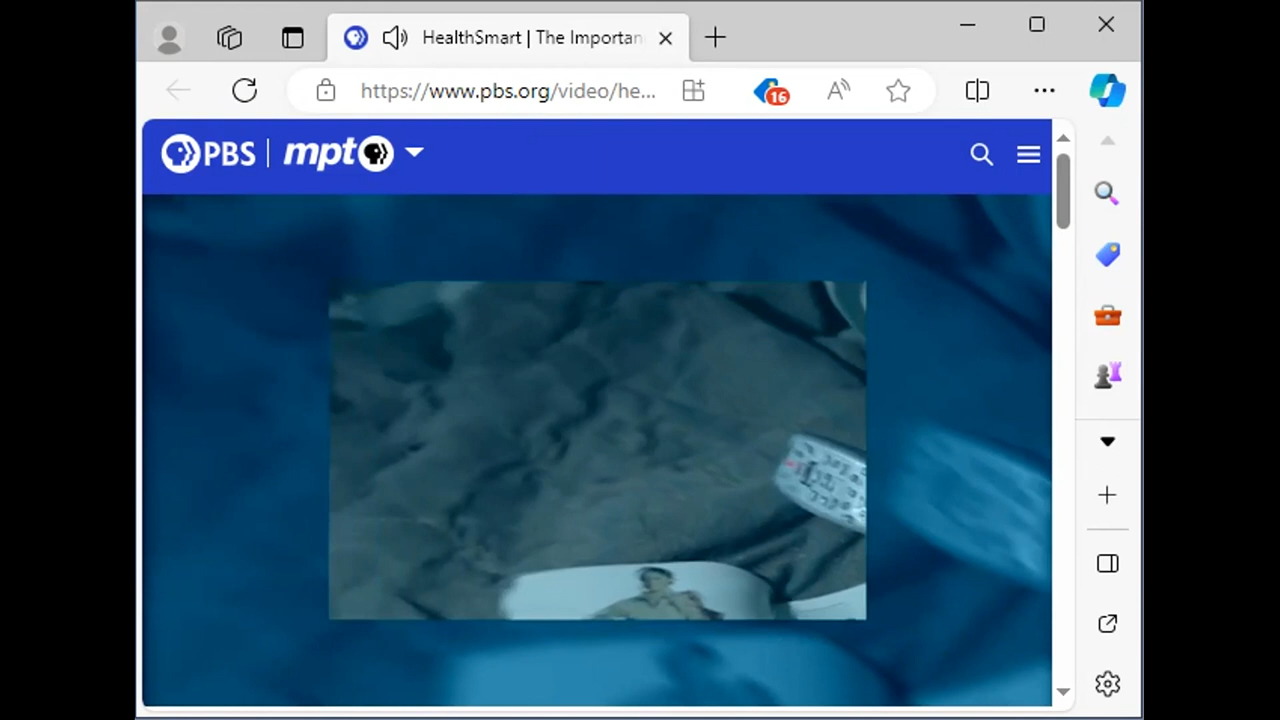 HealthSmart | The Importan
https://www.pbs.org/video/he...
16
PBS | mpt